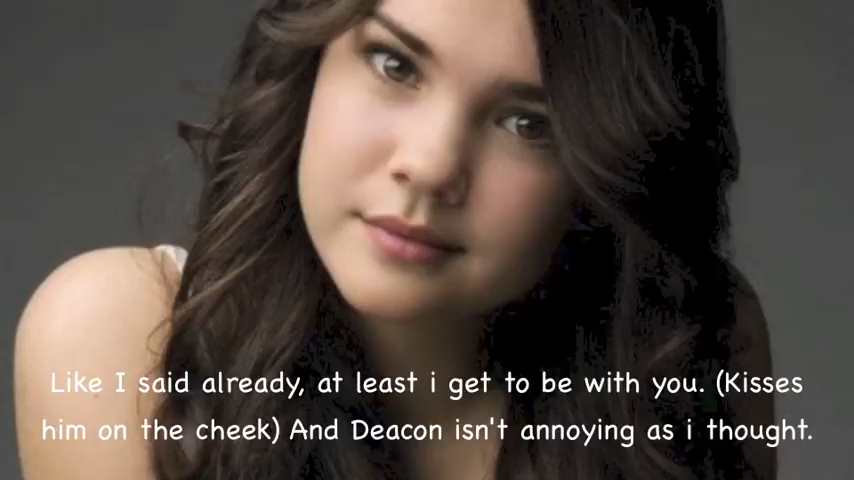 Like I said already, at least i get to be with you. (Kisses
him on the cheek) And Deacon isn't annoying as i thought.